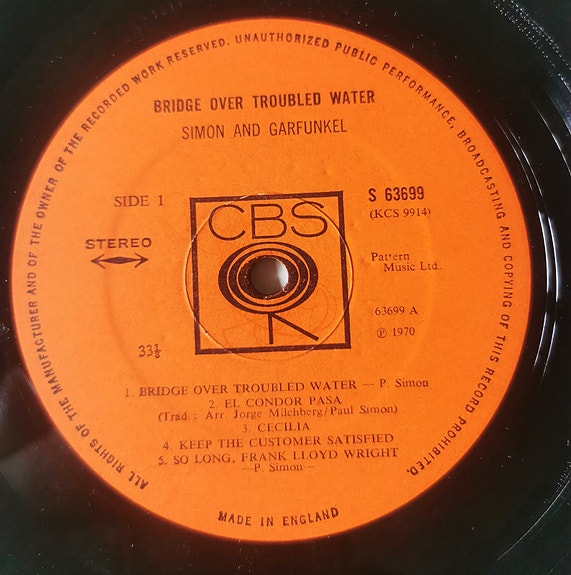 ALL RIGHTS OF THE MANUFACTURER AND OF THE OWNER OF THE RECORDED WORK RESERVED. UNAUTHORIZED PUBLIC PERFORMANCE, BROADCASTING AND COPYING OF THIS RECORD PROHIBITED.
BRIDGE OVER TROUBLED WATER
SIMON AND GARFUNKEL
SIDE 1
S 63699
(KCS 9914)
CBS
STEREO
Pattern
Music Ltd.
63699 A
℗ 1970
33⅓
1. BRIDGE OVER TROUBLED WATER — P. Simon
2. EL CONDOR PASA
(Trad.: Arr. Jorge Milchberg/Paul Simon)
3. CECILIA
4. KEEP THE CUSTOMER SATISFIED
5. SO LONG, FRANK LLOYD WRIGHT
—P. Simon—
MADE IN ENGLAND